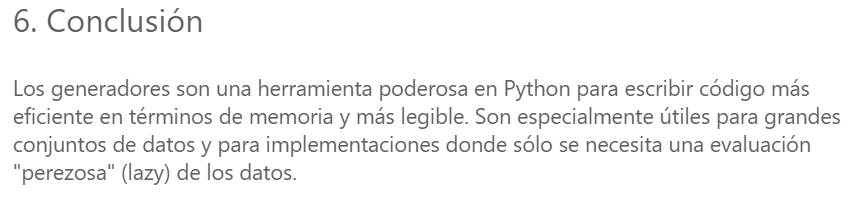 6. Conclusión
Los generadores son una herramienta poderosa en Python para escribir código más
eficiente en términos de memoria y más legible. Son especialmente útiles para grandes
conjuntos de datos y para implementaciones donde sólo se necesita una evaluación
"perezosa" (lazy) de los datos.